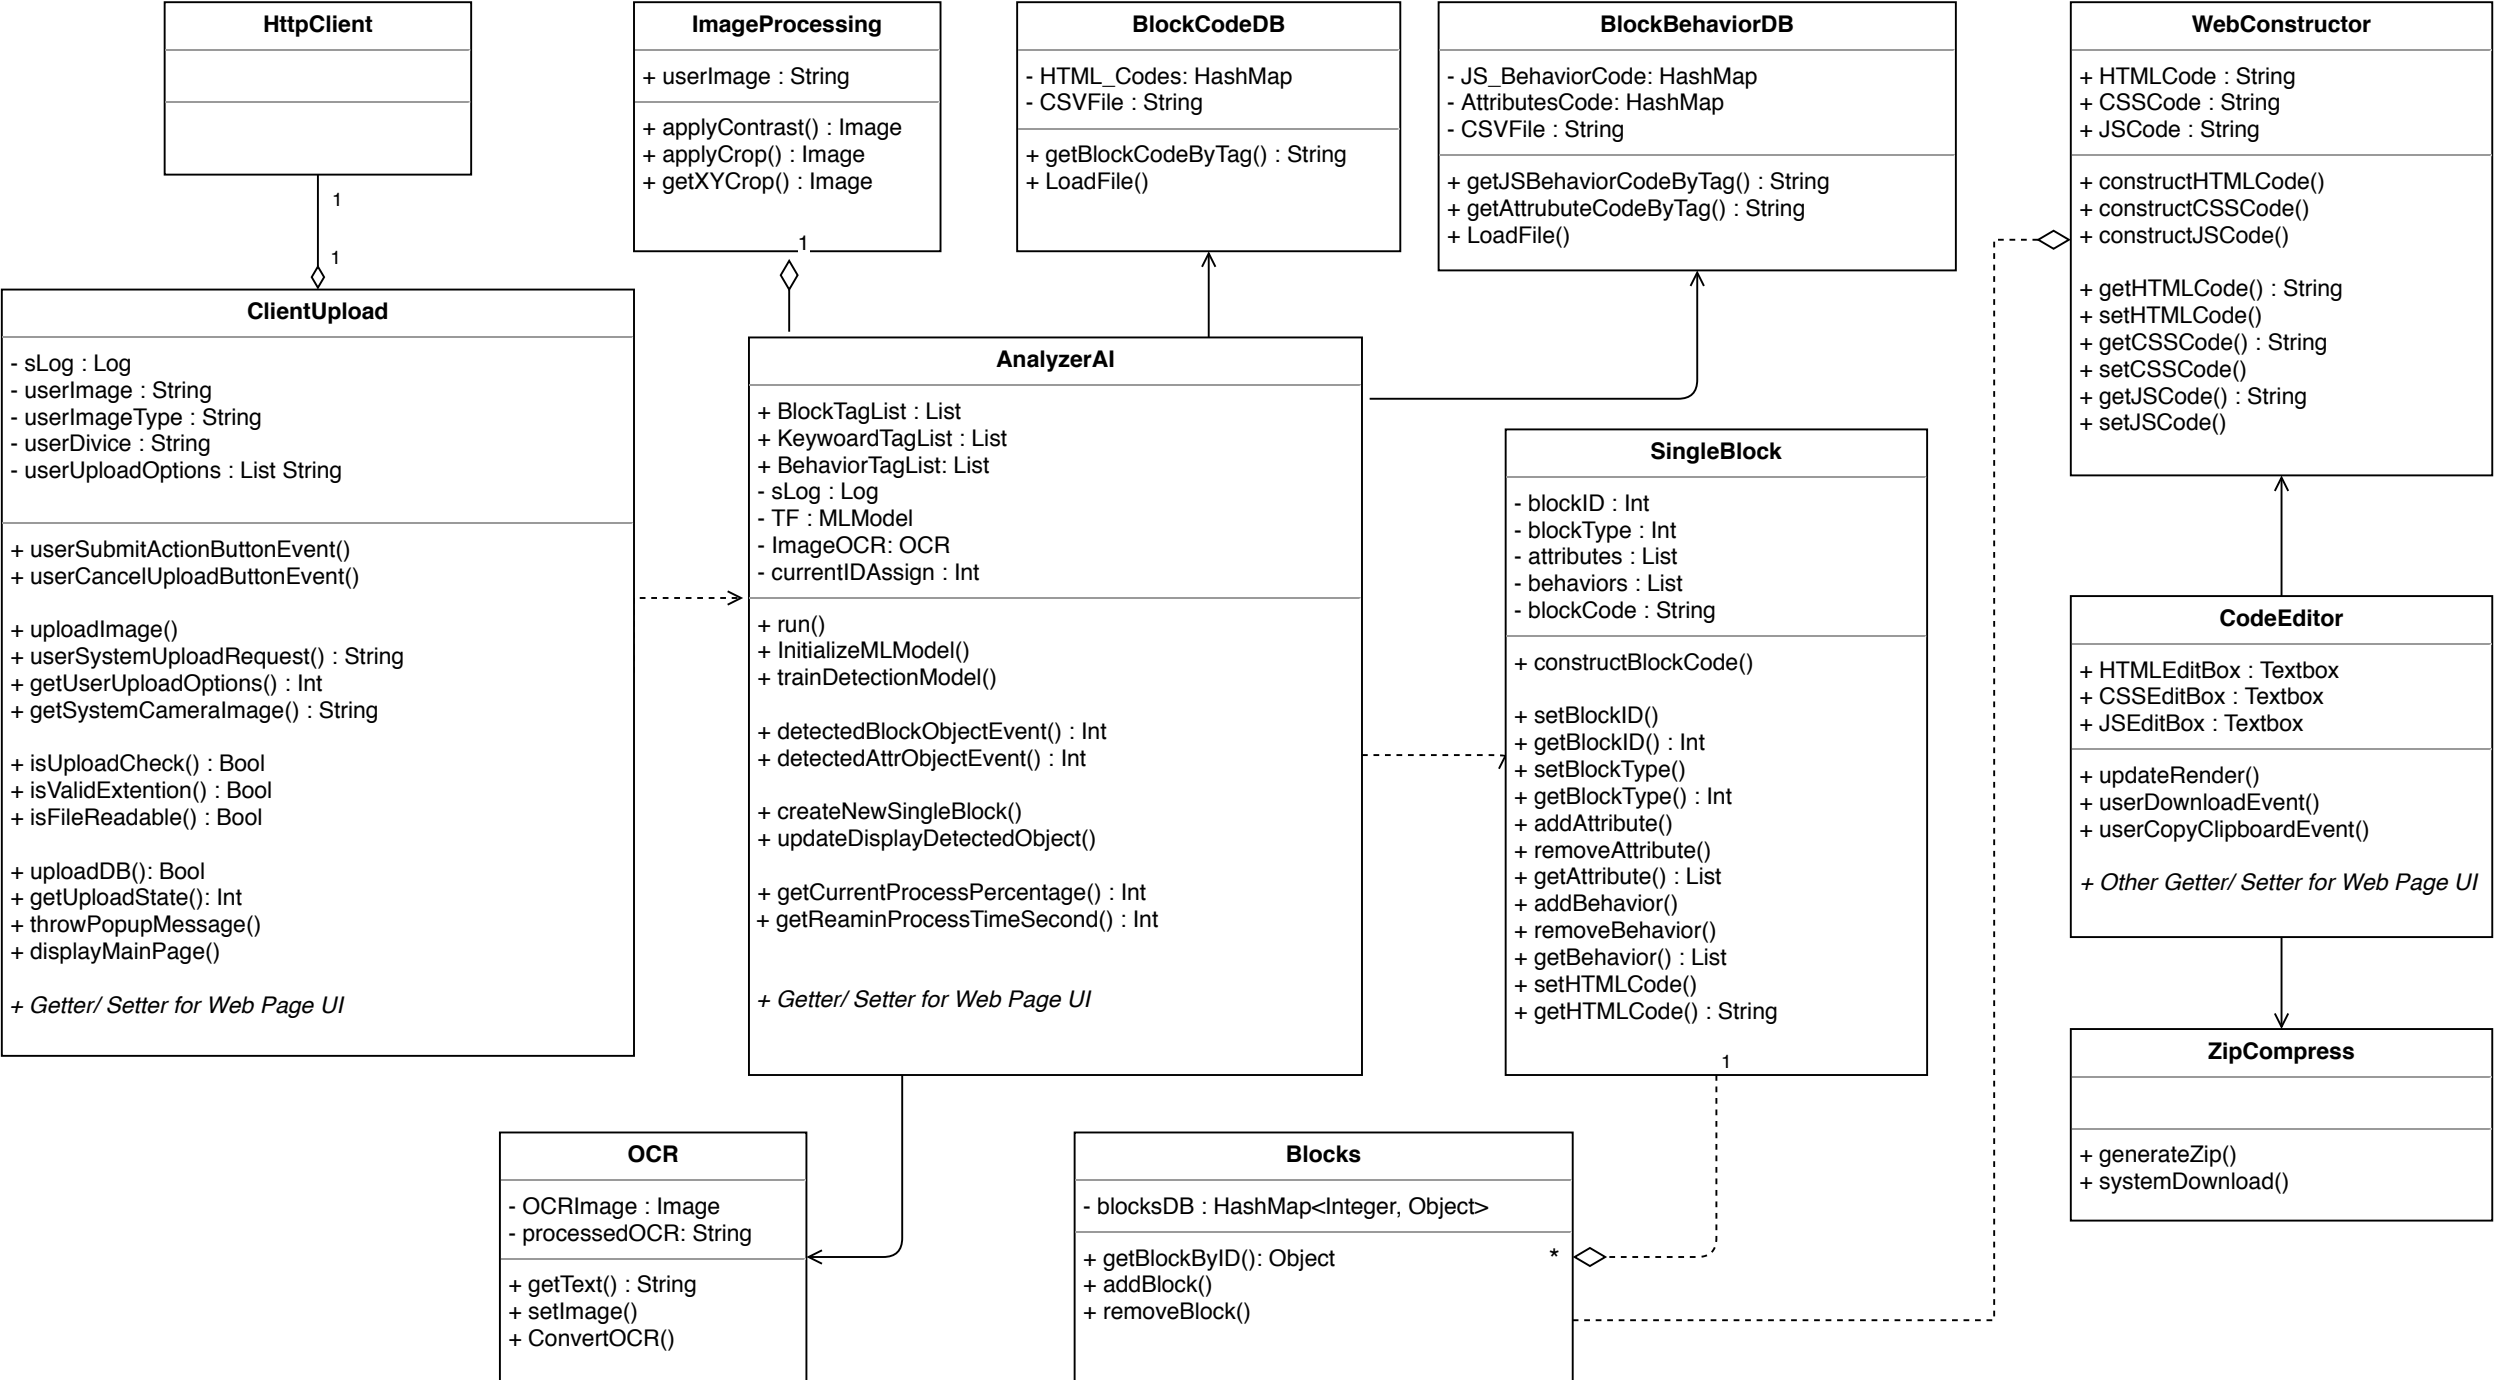 HttpClient
1
1
ImageProcessing
+ userImage : String
+ applyContrast() : Image
+ applyCrop() : Image
+ getXYCrop() : Image
1
BlockCodeDB
- HTML_Codes: HashMap
- CSVFile : String
+ getBlockCodeByTag() : String
+ LoadFile()
BlockBehaviorDB
- JS_BehaviorCode: HashMap
- AttributesCode: HashMap
- CSVFile : String
+ getJSBehaviorCodeByTag() : String
+ getAttrubuteCodeByTag() : String
+ LoadFile()
WebConstructor
+ HTMLCode : String
+ CSSCode : String
+ JSCode : String
+ constructHTMLCode()
+ constructCSSCode()
+ constructJSCode()
+ getHTMLCode() : String
+ setHTMLCode()
+ getCSSCode() : String
+ setCSSCode()
+ getJSCode() : String
+ setJSCode()
ClientUpload
- sLog : Log
- userImage : String
- userImageType : String
- userDivice : String
- userUploadOptions : List String
+ userSubmitActionButtonEvent()
+ userCancelUploadButtonEvent()
+ uploadImage()
+ userSystemUploadRequest() : String
+ getUserUploadOptions() : Int
+ getSystemCameraImage() : String
+ isUploadCheck() : Bool
+ isValidExtention() : Bool
+ isFileReadable() : Bool
+ uploadDB(): Bool
+ getUploadState(): Int
+ throwPopupMessage()
+ displayMainPage()
+ Getter/ Setter for Web Page UI
AnalyzerAI
+ BlockTagList : List
+ KeywoardTagList : List
+ BehaviorTagList: List
- sLog : Log
- TF : MLModel
- ImageOCR: OCR
- currentIDAssign : Int
+ run()
+ InitializeMLModel()
+ trainDetectionModel()
+ detectedBlockObjectEvent() : Int
+ detectedAttrObjectEvent() : Int
+ createNewSingleBlock()
+ updateDisplayDetectedObject()
+ getCurrentProcessPercentage() : Int
+ getReaminProcessTimeSecond() : Int
+ Getter/ Setter for Web Page UI
SingleBlock
- blockID : Int
- blockType : Int
- attributes : List
- behaviors : List
- blockCode : String
+ constructBlockCode()
+ setBlockID()
+ getBlockID() : Int
+ setBlockType()
+ getBlockType() : Int
+ addAttribute()
+ removeAttribute()
+ getAttribute() : List
+ addBehavior()
+ removeBehavior()
+ getBehavior() : List
+ setHTMLCode()
+ getHTMLCode() : String
1
CodeEditor
+ HTMLEditBox : Textbox
+ CSSEditBox : Textbox
+ JSEditBox : Textbox
+ updateRender()
+ userDownloadEvent()
+ userCopyClipboardEvent()
+ Other Getter/ Setter for Web Page UI
OCR
- OCRImage : Image
- processedOCR: String
+ getText() : String
+ setImage()
+ ConvertOCR()
Blocks
- blocksDB : HashMap<Integer, Object>
+ getBlockByID(): Object
+ addBlock()
+ removeBlock()
*
ZipCompress
+ generateZip()
+ systemDownload()